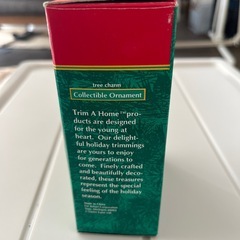 tree charm
Collectible Ornament
Trim A Home™pro-
ducts are designed
for the young at
heart. Our delight-
ful holiday trimmings
are yours to enjoy
for generations to
come. Finely crafted
and beautifully deco-
rated, these treasures
represent the special
feeling of the holiday
season.